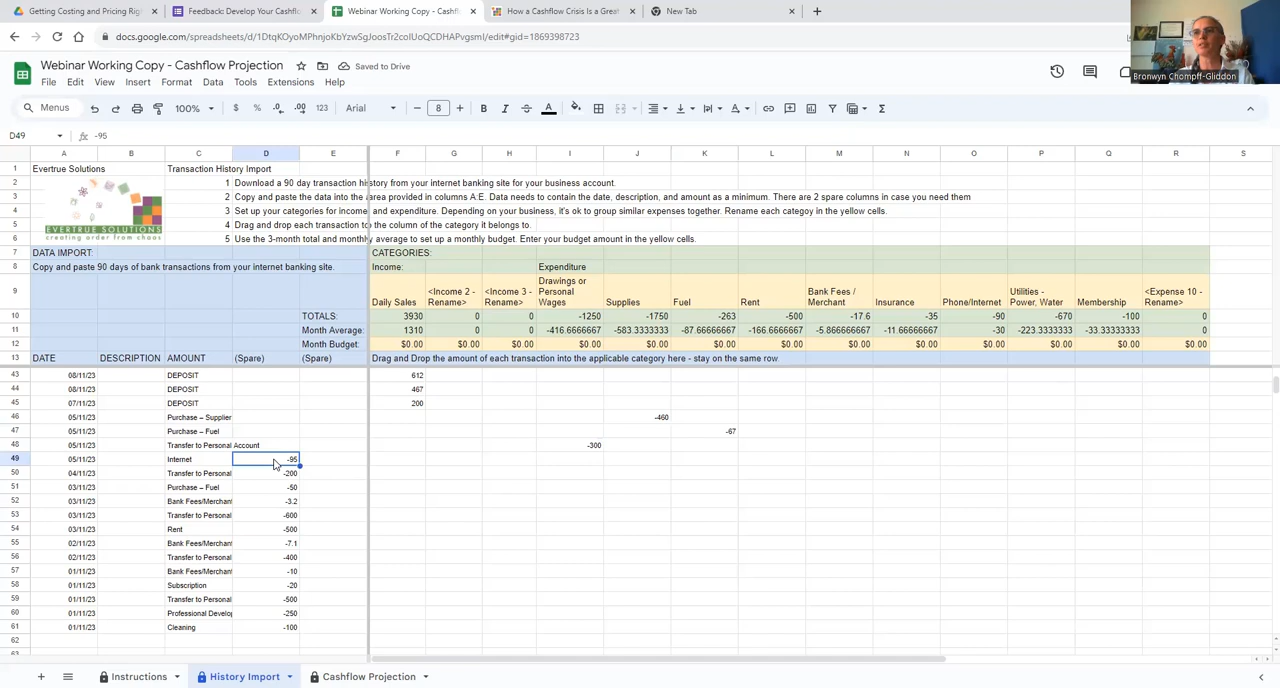 Getting Costing and Pricing Rig
Feedback: Develop Your Cashflo
Webinar Working Copy - Cashfl
How a Cashflow Crisis Is a Great
New Tab
docs.google.com/spreadsheets/d/1DtqKOyoMPhnjoKbYzwSgJoosTr2coIUoQCDHAPvgsmI/edit#gid=1869398723
Webinar Working Copy - Cashflow Projection
Saved to Drive
File Edit View Insert Format Data Tools Extensions Help
Bronwyn Chompff-Gliddon
Menus 100% $ % .0 .00 123 Arial 8 B I A
D49 fx -95
A B C D E F G H I J K L M N O P Q R S
1 Evertrue Solutions Transaction History Import
2 1 Download a 90 day transaction history from your internet banking site for your business account.
3 2 Copy and paste the data into the area provided in columns A:E. Data needs to contain the date, description, and amount as a minimum. There are 2 spare columns in case you need them
4 3 Set up your categories for income and expenditure. Depending on your business, it's ok to group similar expenses together. Rename each categoy in the yellow cells.
5 4 Drag and drop each transaction to the column of the category it belongs to.
6 5 Use the 3-month total and monthly average to set up a monthly budget. Enter your budget amount in the yellow cells.
EVERTRUE SOLUTIONS
creating order from chaos
7 DATA IMPORT: CATEGORIES:
8 Copy and paste 90 days of bank transactions from your internet banking site. Income: Expenditure
9 Daily Sales <Income 2 - Rename> <Income 3 - Rename> Drawings or Personal Wages Supplies Fuel Rent Bank Fees / Merchant Insurance Phone/Internet Utilities - Power, Water Membership <Expense 10 - Rename>
10 TOTALS: 3930 0 0 -1250 -1750 -263 -500 -17.6 -35 -90 -670 -100 0
11 Month Average: 1310 0 0 -416.6666667 -583.3333333 -87.66666667 -166.6666667 -5.866666667 -11.66666667 -30 -223.3333333 -33.33333333 0
12 Month Budget: $0.00 $0.00 $0.00 $0.00 $0.00 $0.00 $0.00 $0.00 $0.00 $0.00 $0.00 $0.00 $0.00
13 DATE DESCRIPTION AMOUNT (Spare) (Spare) Drag and Drop the amount of each transaction into the applicable category here - stay on the same row.
43 08/11/23 DEPOSIT 612
44 08/11/23 DEPOSIT 467
45 07/11/23 DEPOSIT 200
46 05/11/23 Purchase – Supplier -460
47 05/11/23 Purchase – Fuel -67
48 05/11/23 Transfer to Personal Account -300
49 05/11/23 Internet -95
50 04/11/23 Transfer to Personal -200
51 03/11/23 Purchase – Fuel -50
52 03/11/23 Bank Fees/Merchant -3.2
53 03/11/23 Transfer to Personal -600
54 03/11/23 Rent -500
55 02/11/23 Bank Fees/Merchant -7.1
56 02/11/23 Transfer to Personal -400
57 01/11/23 Bank Fees/Merchant -10
58 01/11/23 Subscription -20
59 01/11/23 Transfer to Personal -500
60 01/11/23 Professional Develop -250
61 01/11/23 Cleaning -100
62
63
Instructions History Import Cashflow Projection